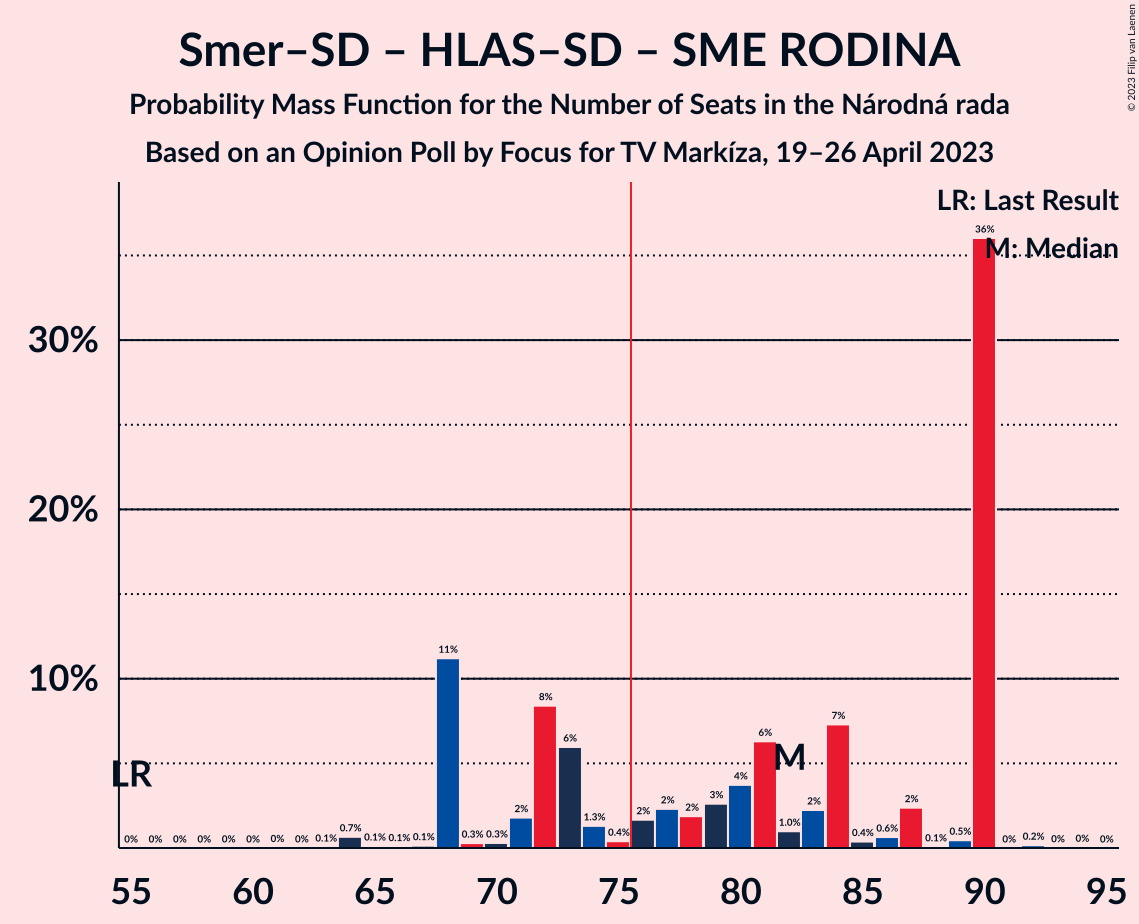 © 2023 Filip van Laenen
Smer–SD – HLAS–SD – SME RODINA
Probability Mass Function for the Number of Seats in the Národná rada
Based on an Opinion Poll by Focus for TV Markíza, 19–26 April 2023
LR: Last Result
M: Median
30%
20%
10%
LR
M
0% 0% 0% 0% 0% 0% 0% 0% 0.1% 0.7% 0.1% 0.1% 0.1% 11% 0.3% 0.3% 2% 8% 6% 1.3% 0.4% 2% 2% 2% 3% 4% 6% 1.0% 2% 7% 0.4% 0.6% 2% 0.1% 0.5% 36% 0% 0.2% 0% 0% 0%
55 60 65 70 75 80 85 90 95